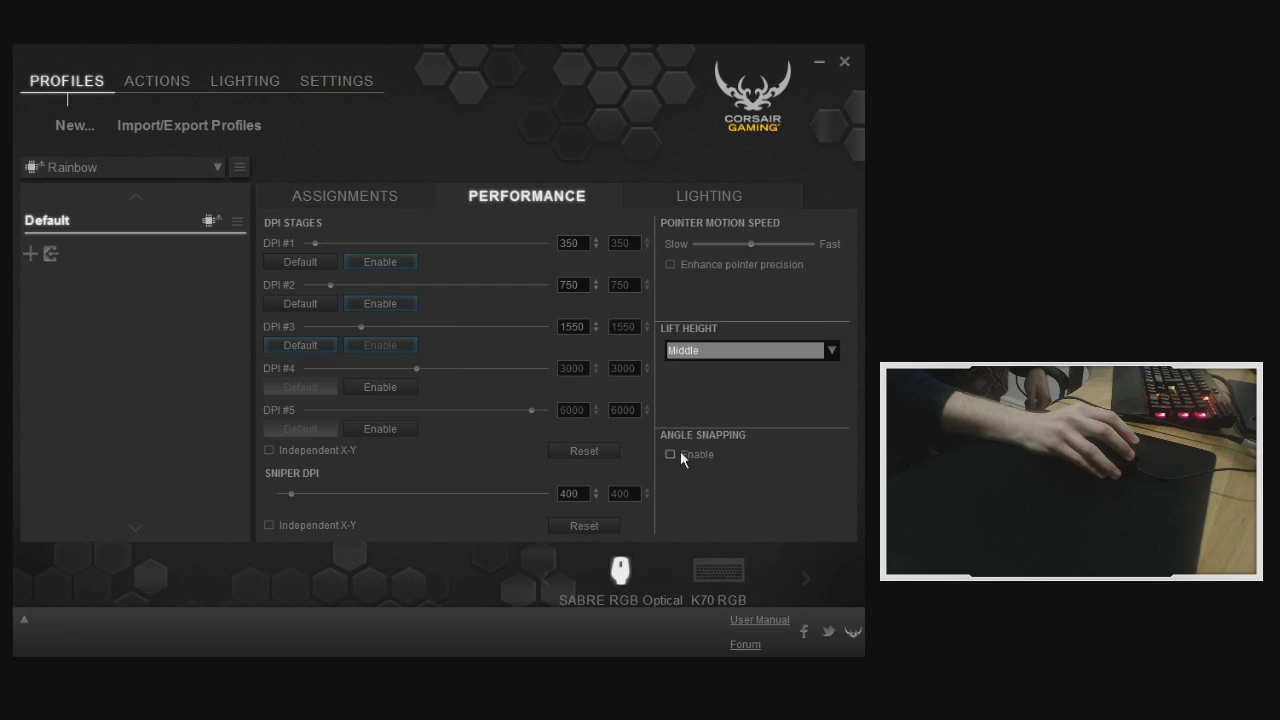 PROFILES ACTIONS LIGHTING SETTINGS
CORSAIR
GAMING
New... Import/Export Profiles
Rainbow
ASSIGNMENTS PERFORMANCE LIGHTING
Default
DPI STAGES
DPI #1 350 350
Default Enable
DPI #2 750 750
Default Enable
DPI #3 1550 1550
Default Enable
DPI #4 3000 3000
Default Enable
DPI #5 6000 6000
Default Enable
Independent X-Y Reset
SNIPER DPI
400 400
Independent X-Y Reset
POINTER MOTION SPEED
Slow Fast
Enhance pointer precision
LIFT HEIGHT
Middle
ANGLE SNAPPING
Enable
SABRE RGB Optical K70 RGB
User Manual
Forum